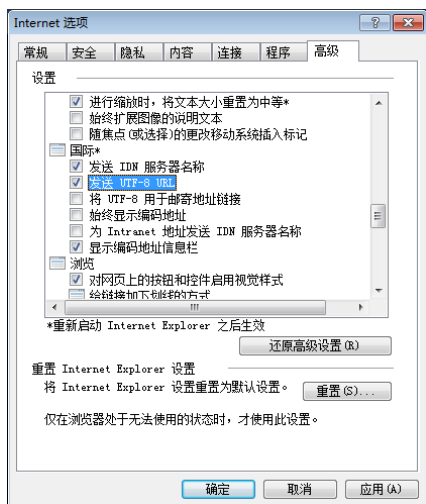 Internet 选项
常规 安全 隐私 内容 连接 程序 高级
设置
进行缩放时，将文本大小重置为中等*
始终扩展图像的说明文本
随焦点(或选择)的更改移动系统插入标记
国际*
发送 IDN 服务器名称
发送 UTF-8 URL
将 UTF-8 用于邮寄地址链接
始终显示编码地址
为 Intranet 地址发送 IDN 服务器名称
显示编码地址信息栏
浏览
对网页上的按钮和控件启用视觉样式
给链接加下划线的方式
*重新启动 Internet Explorer 之后生效
还原高级设置(R)
重置 Internet Explorer 设置
将 Internet Explorer 设置重置为默认设置。
重置(S)...
仅在浏览器处于无法使用的状态时，才使用此设置。
确定 取消 应用(A)